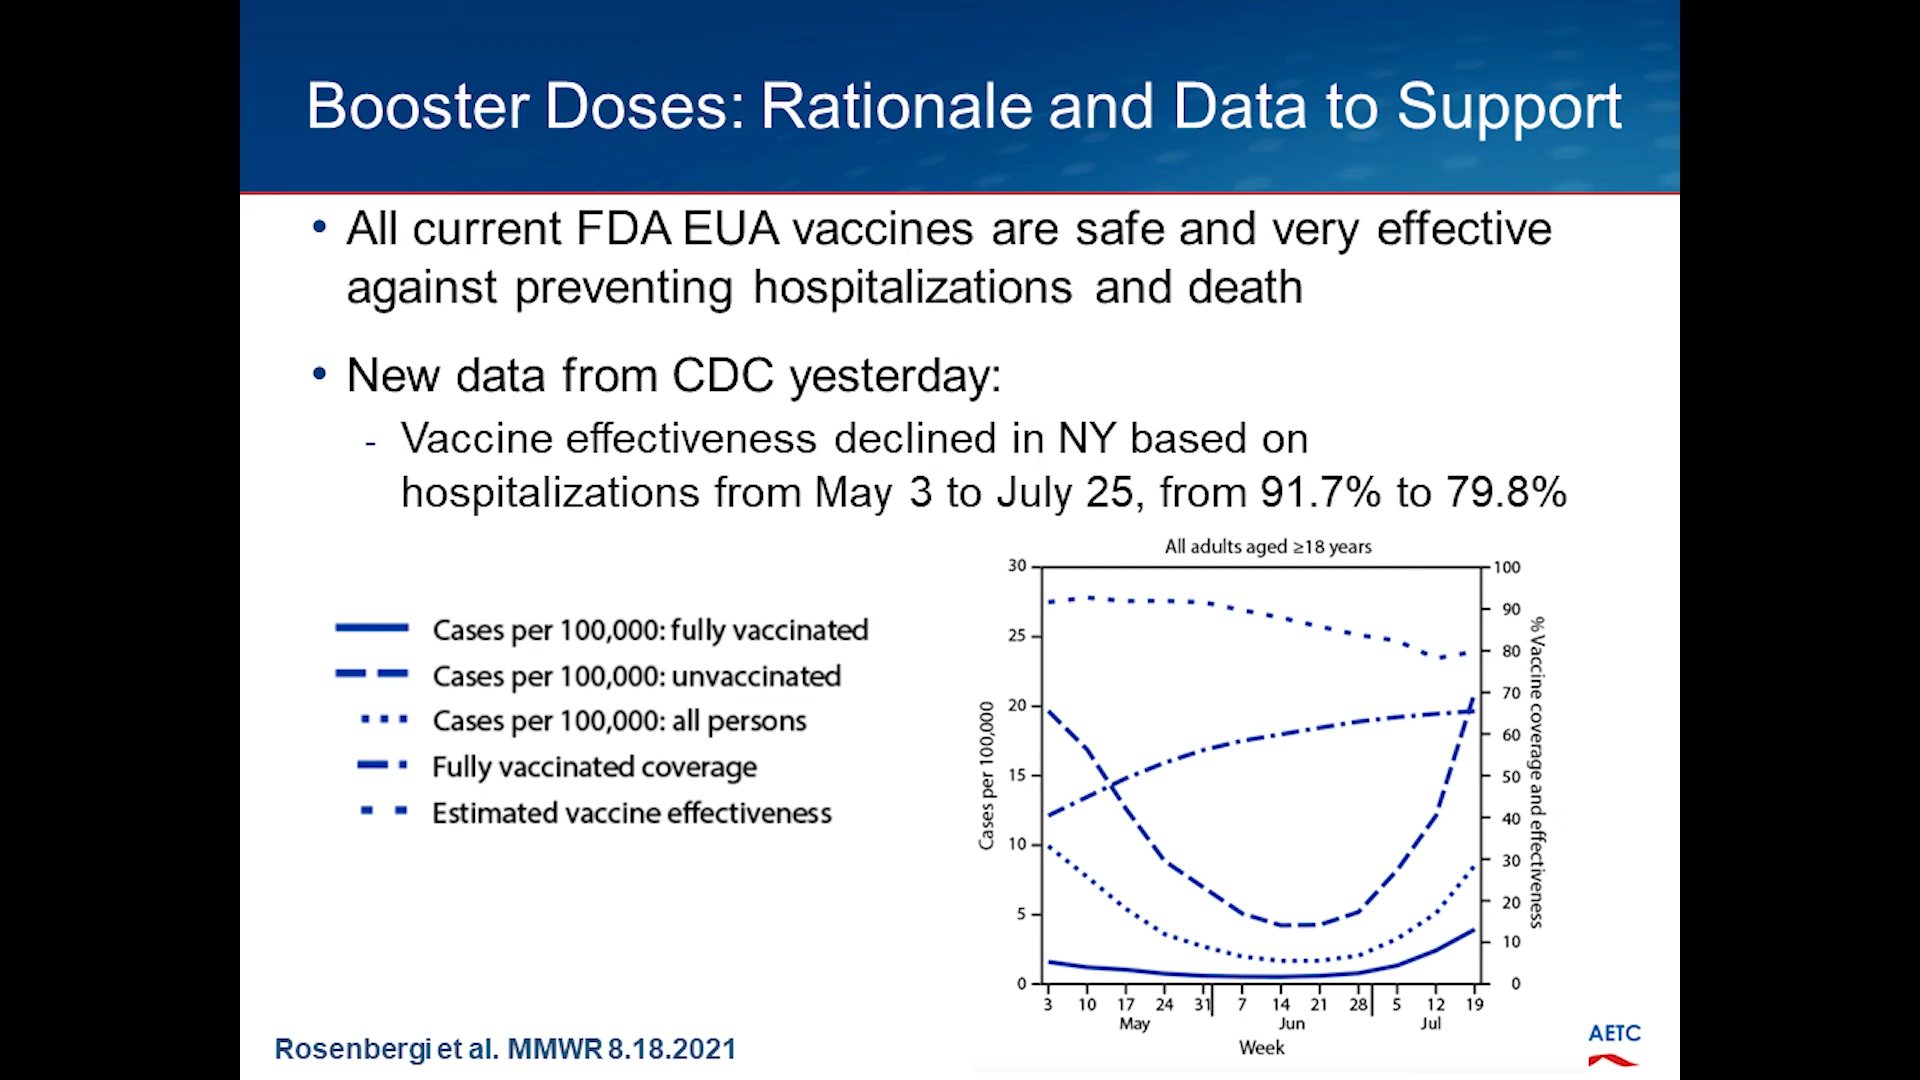 Booster Doses: Rationale and Data to Support
• All current FDA EUA vaccines are safe and very effective
against preventing hospitalizations and death
• New data from CDC yesterday:
- Vaccine effectiveness declined in NY based on
hospitalizations from May 3 to July 25, from 91.7% to 79.8%
Cases per 100,000: fully vaccinated
Cases per 100,000: unvaccinated
Cases per 100,000: all persons
Fully vaccinated coverage
Estimated vaccine effectiveness
All adults aged ≥18 years
Cases per 100,000
30
25
20
15
10
5
0
100
90
80
70
60
50
40
30
20
10
0
% Vaccine coverage and effectiveness
3 10 17 24 31 7 14 21 28 5 12 19
May Jun Jul
Week
Rosenbergi et al. MMWR 8.18.2021
AETC